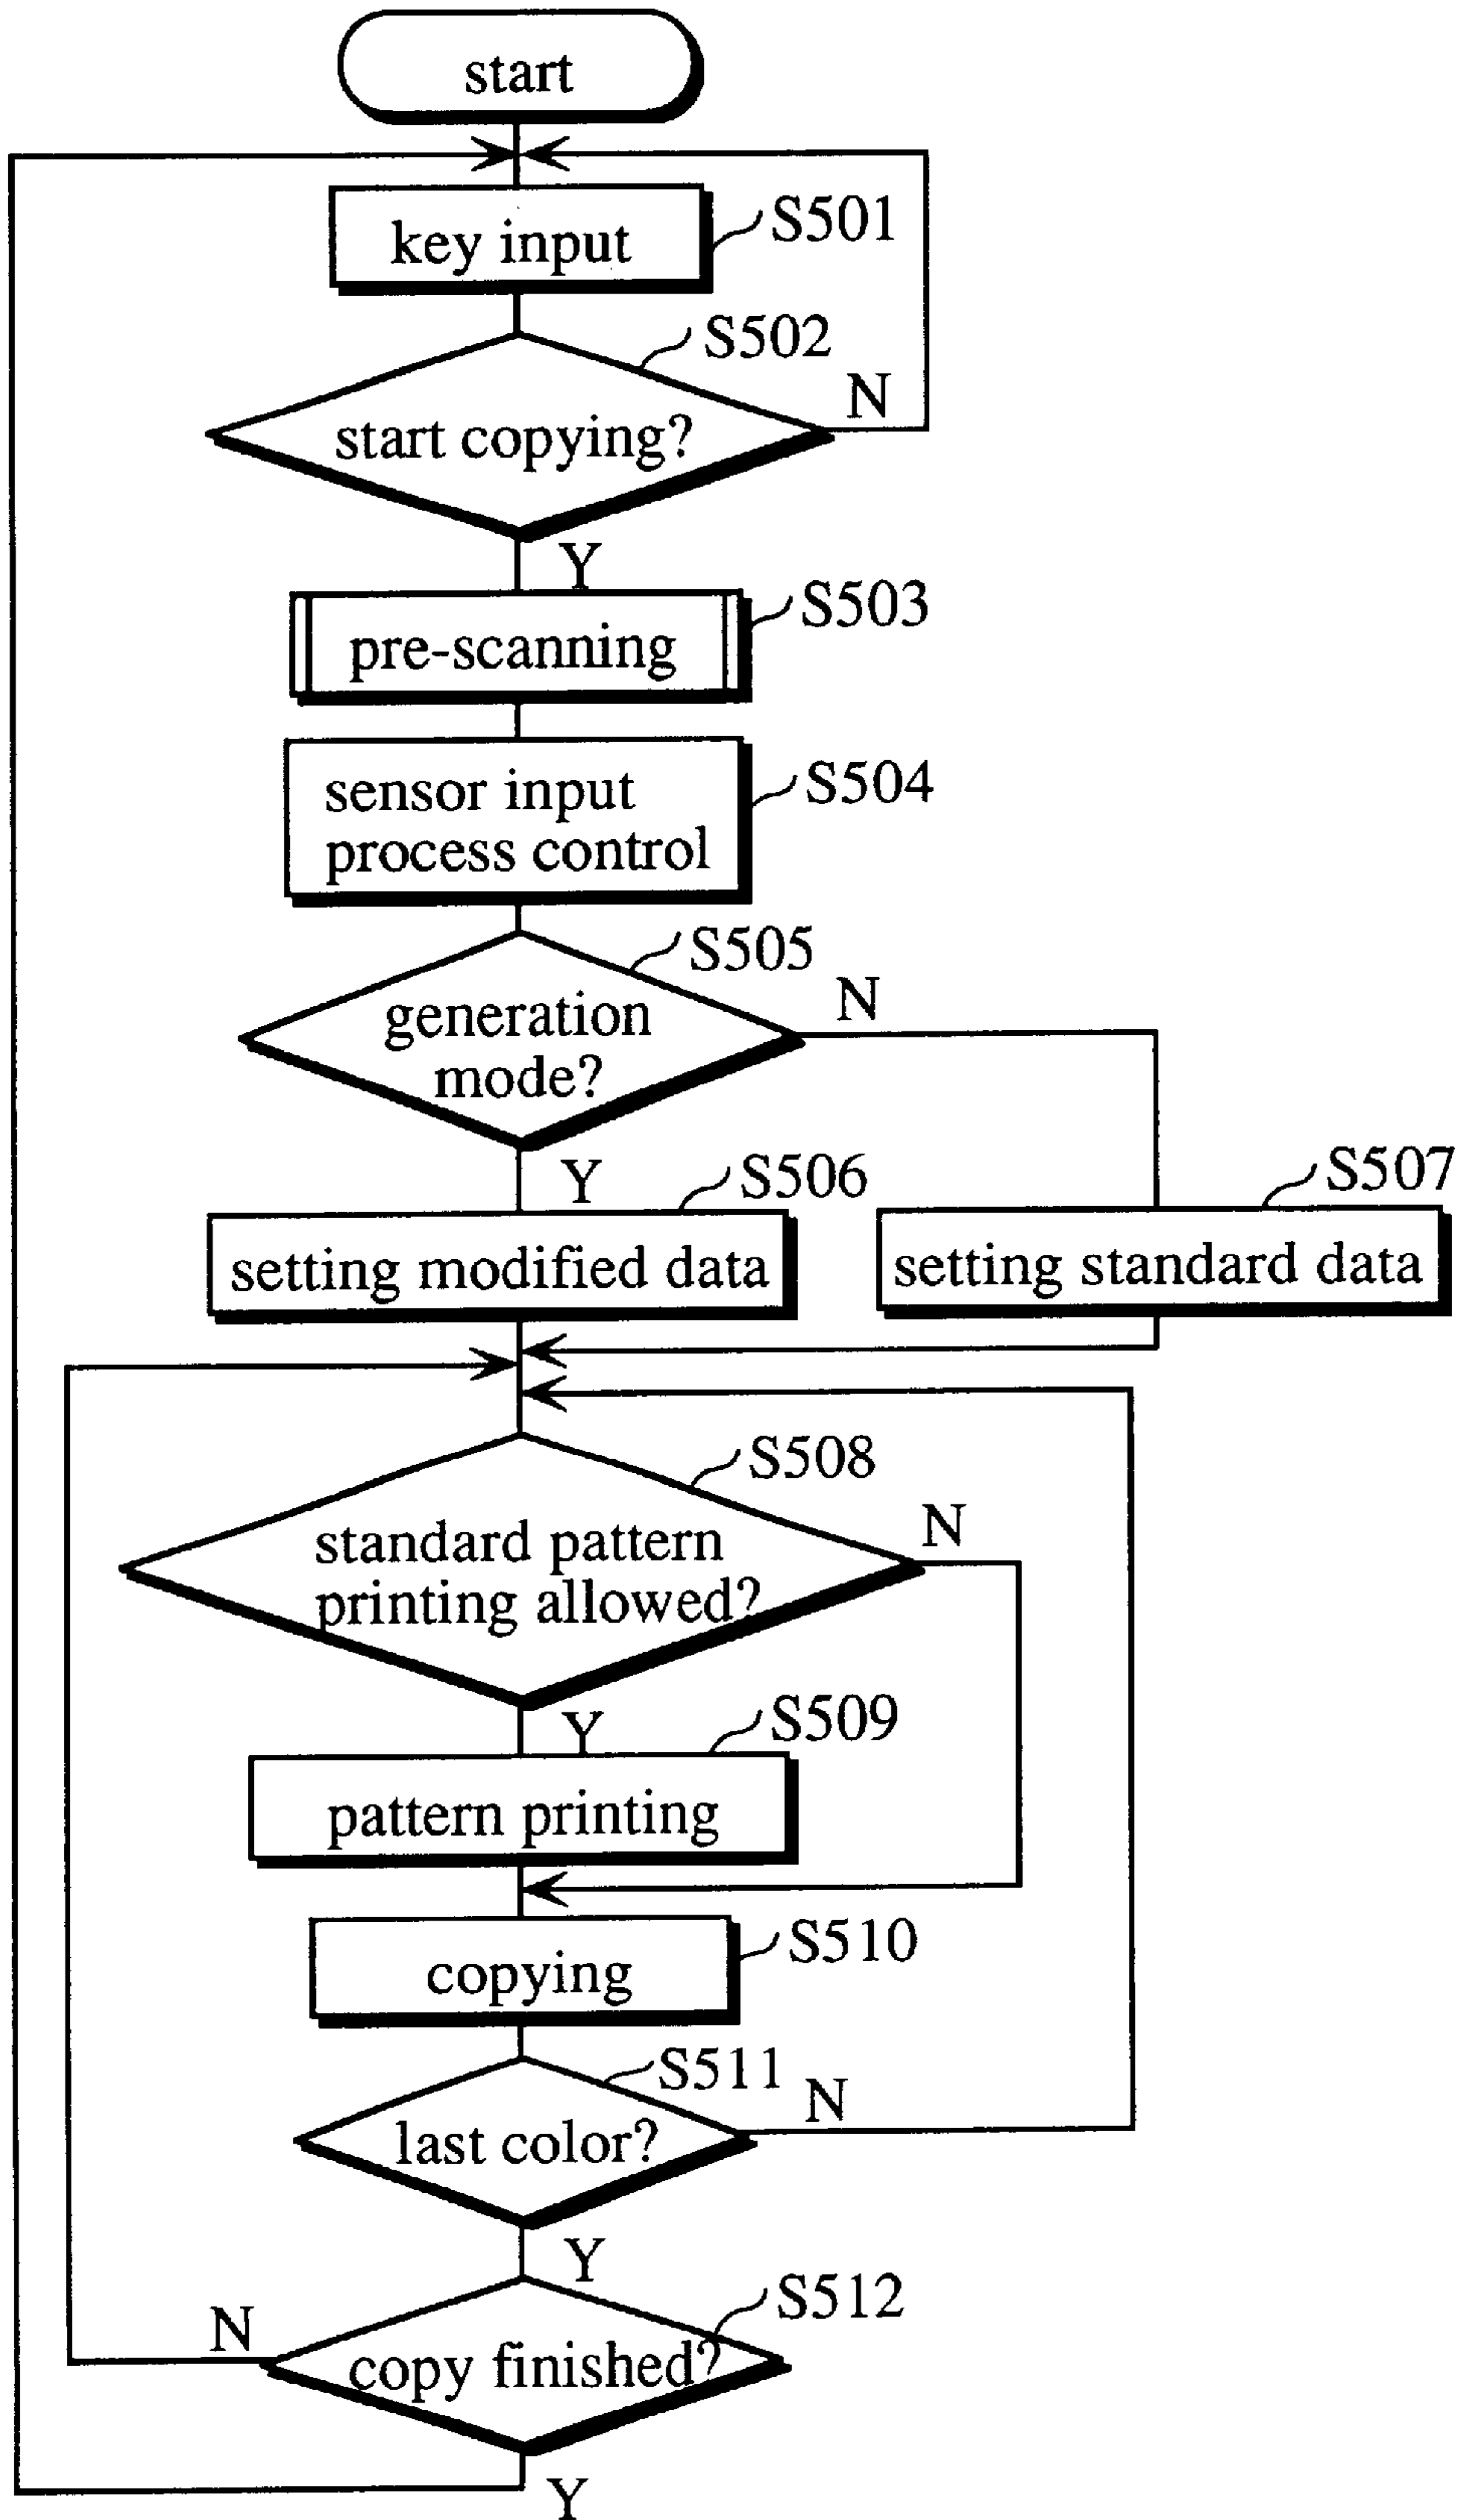 start
key input
S501
S502
start copying?
N
Y
S503
pre-scanning
S504
sensor input
process control
S505
generation
mode?
N
Y
S506
S507
setting modified data
setting standard data
S508
standard pattern
printing allowed?
N
Y
S509
pattern printing
S510
copying
S511
last color?
N
Y
S512
copy finished?
N
Y